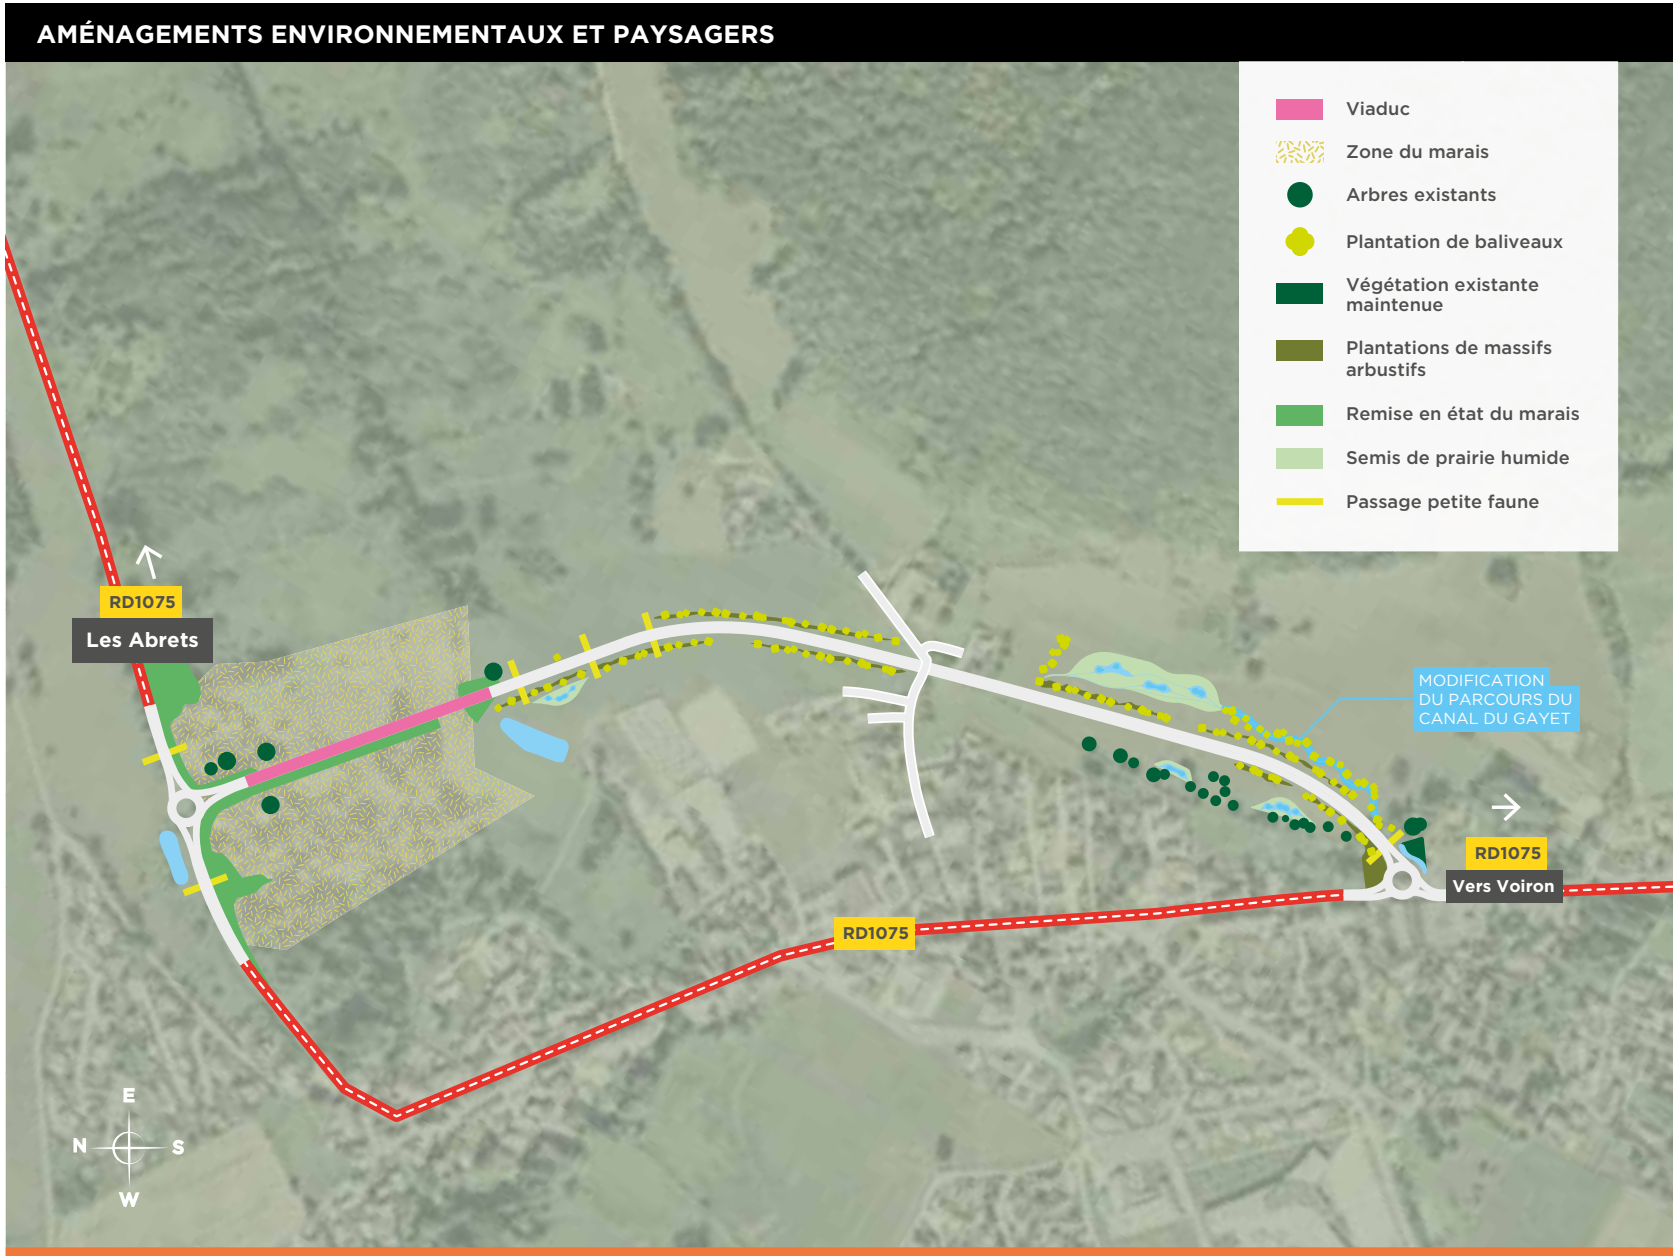 AMÉNAGEMENTS ENVIRONNEMENTAUX ET PAYSAGERS
Viaduc
Zone du marais
Arbres existants
Plantation de baliveaux
Végétation existante
maintenue
Plantations de massifs
arbustifs
Remise en état du marais
Semis de prairie humide
Passage petite faune
RD1075
Les Abrets
MODIFICATION
DU PARCOURS DU
CANAL DU GAYET
RD1075
Vers Voiron
RD1075
E
N S
W